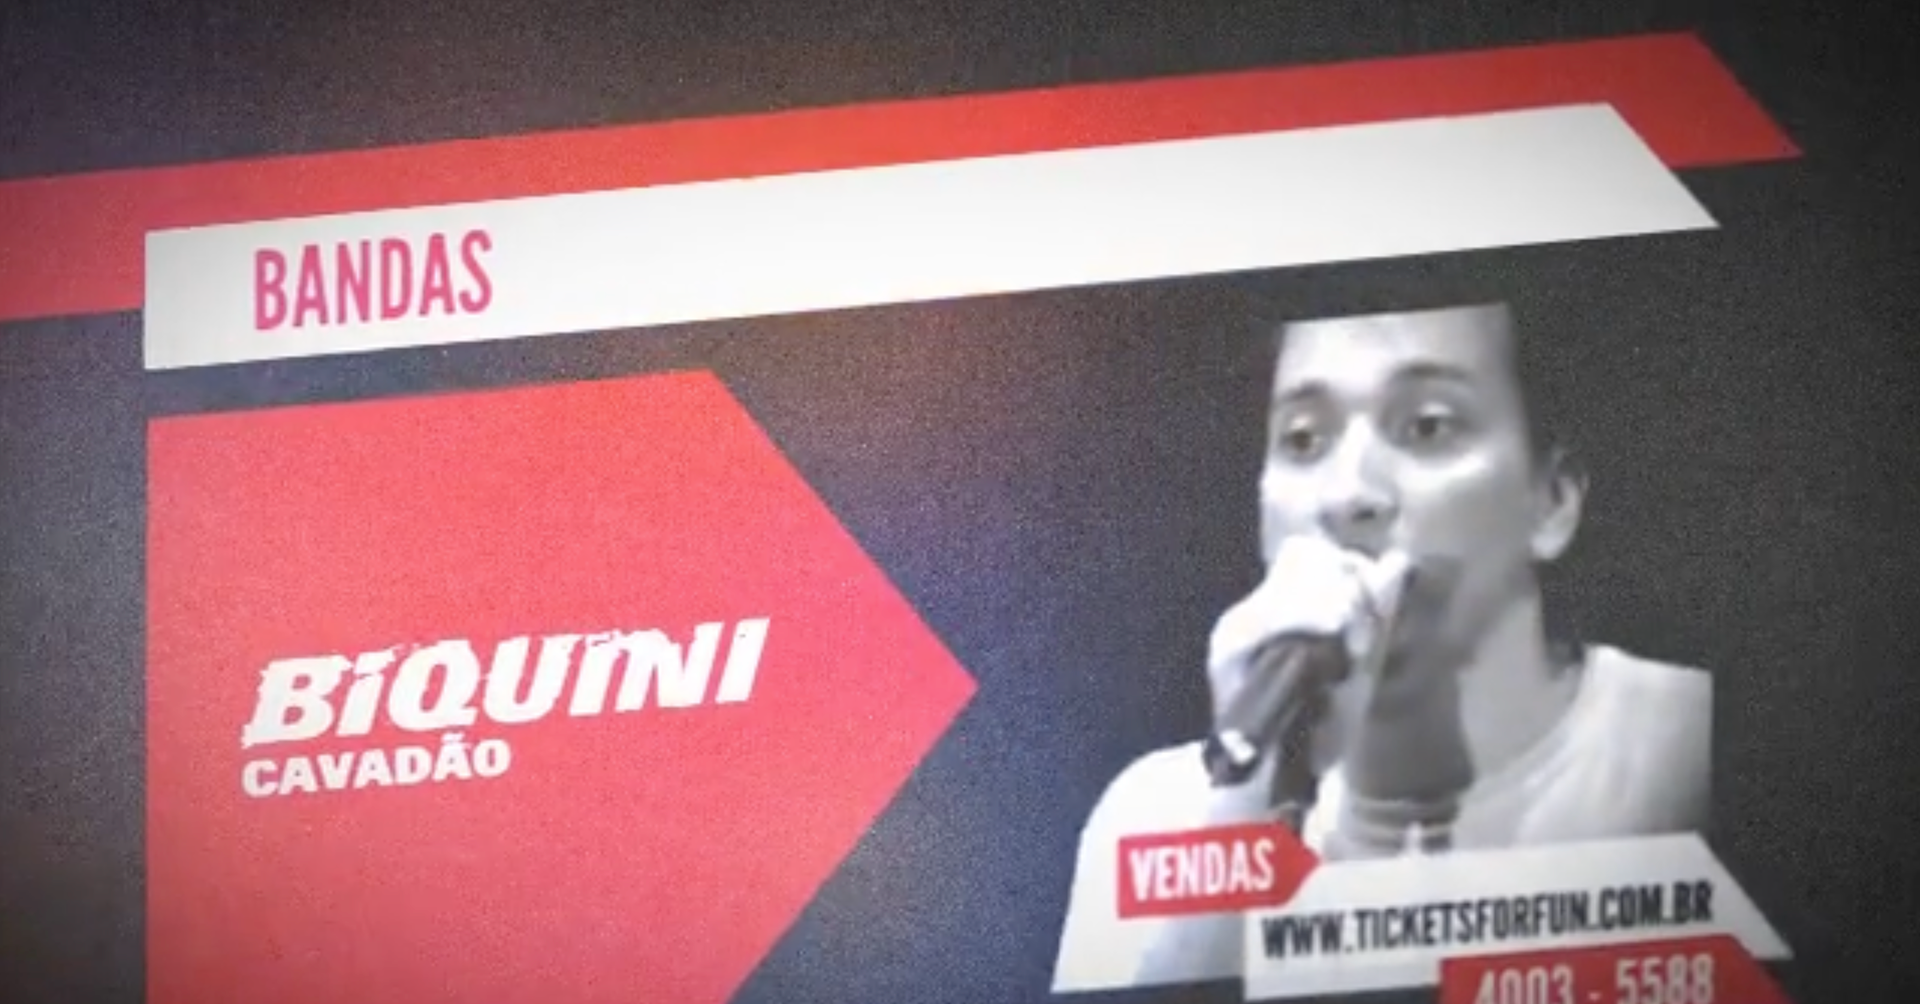 BANDAS
BIQUINI
CAVADÃO
VENDAS
WWW.TICKETSFORFUN.COM.BR
4003 - 5588